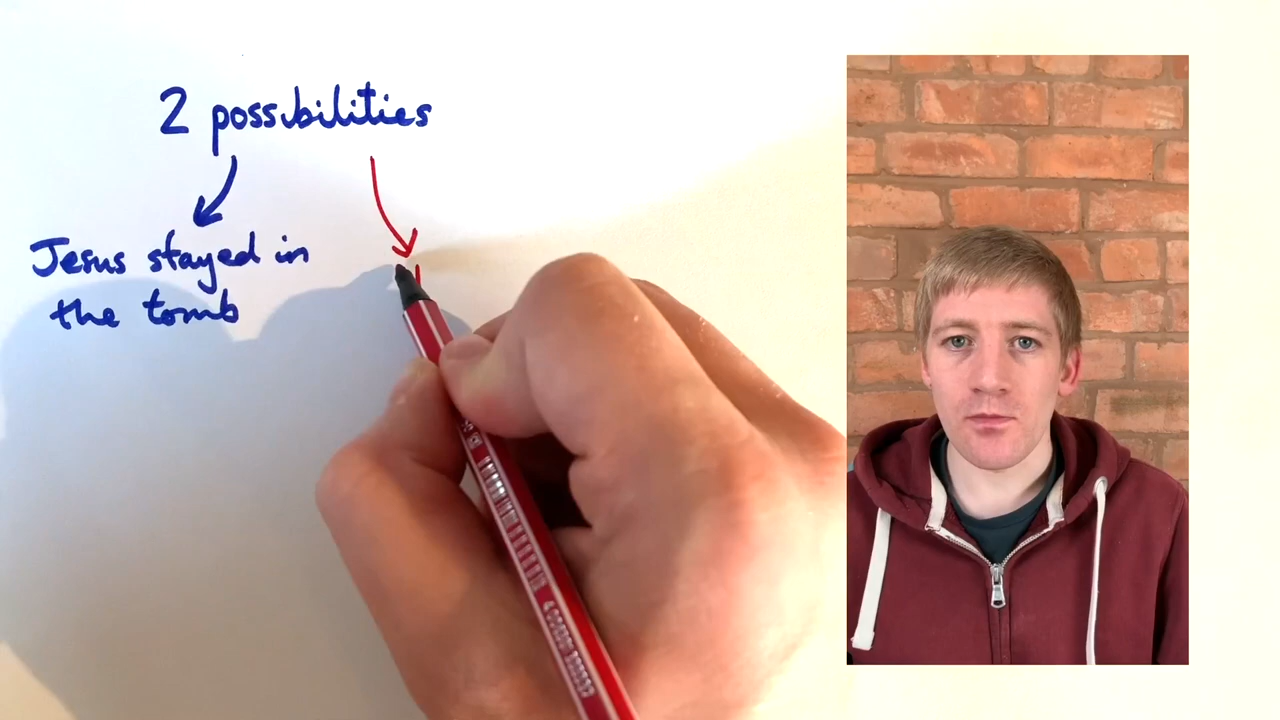 2 possibilities
Jesus stayed in
the tomb